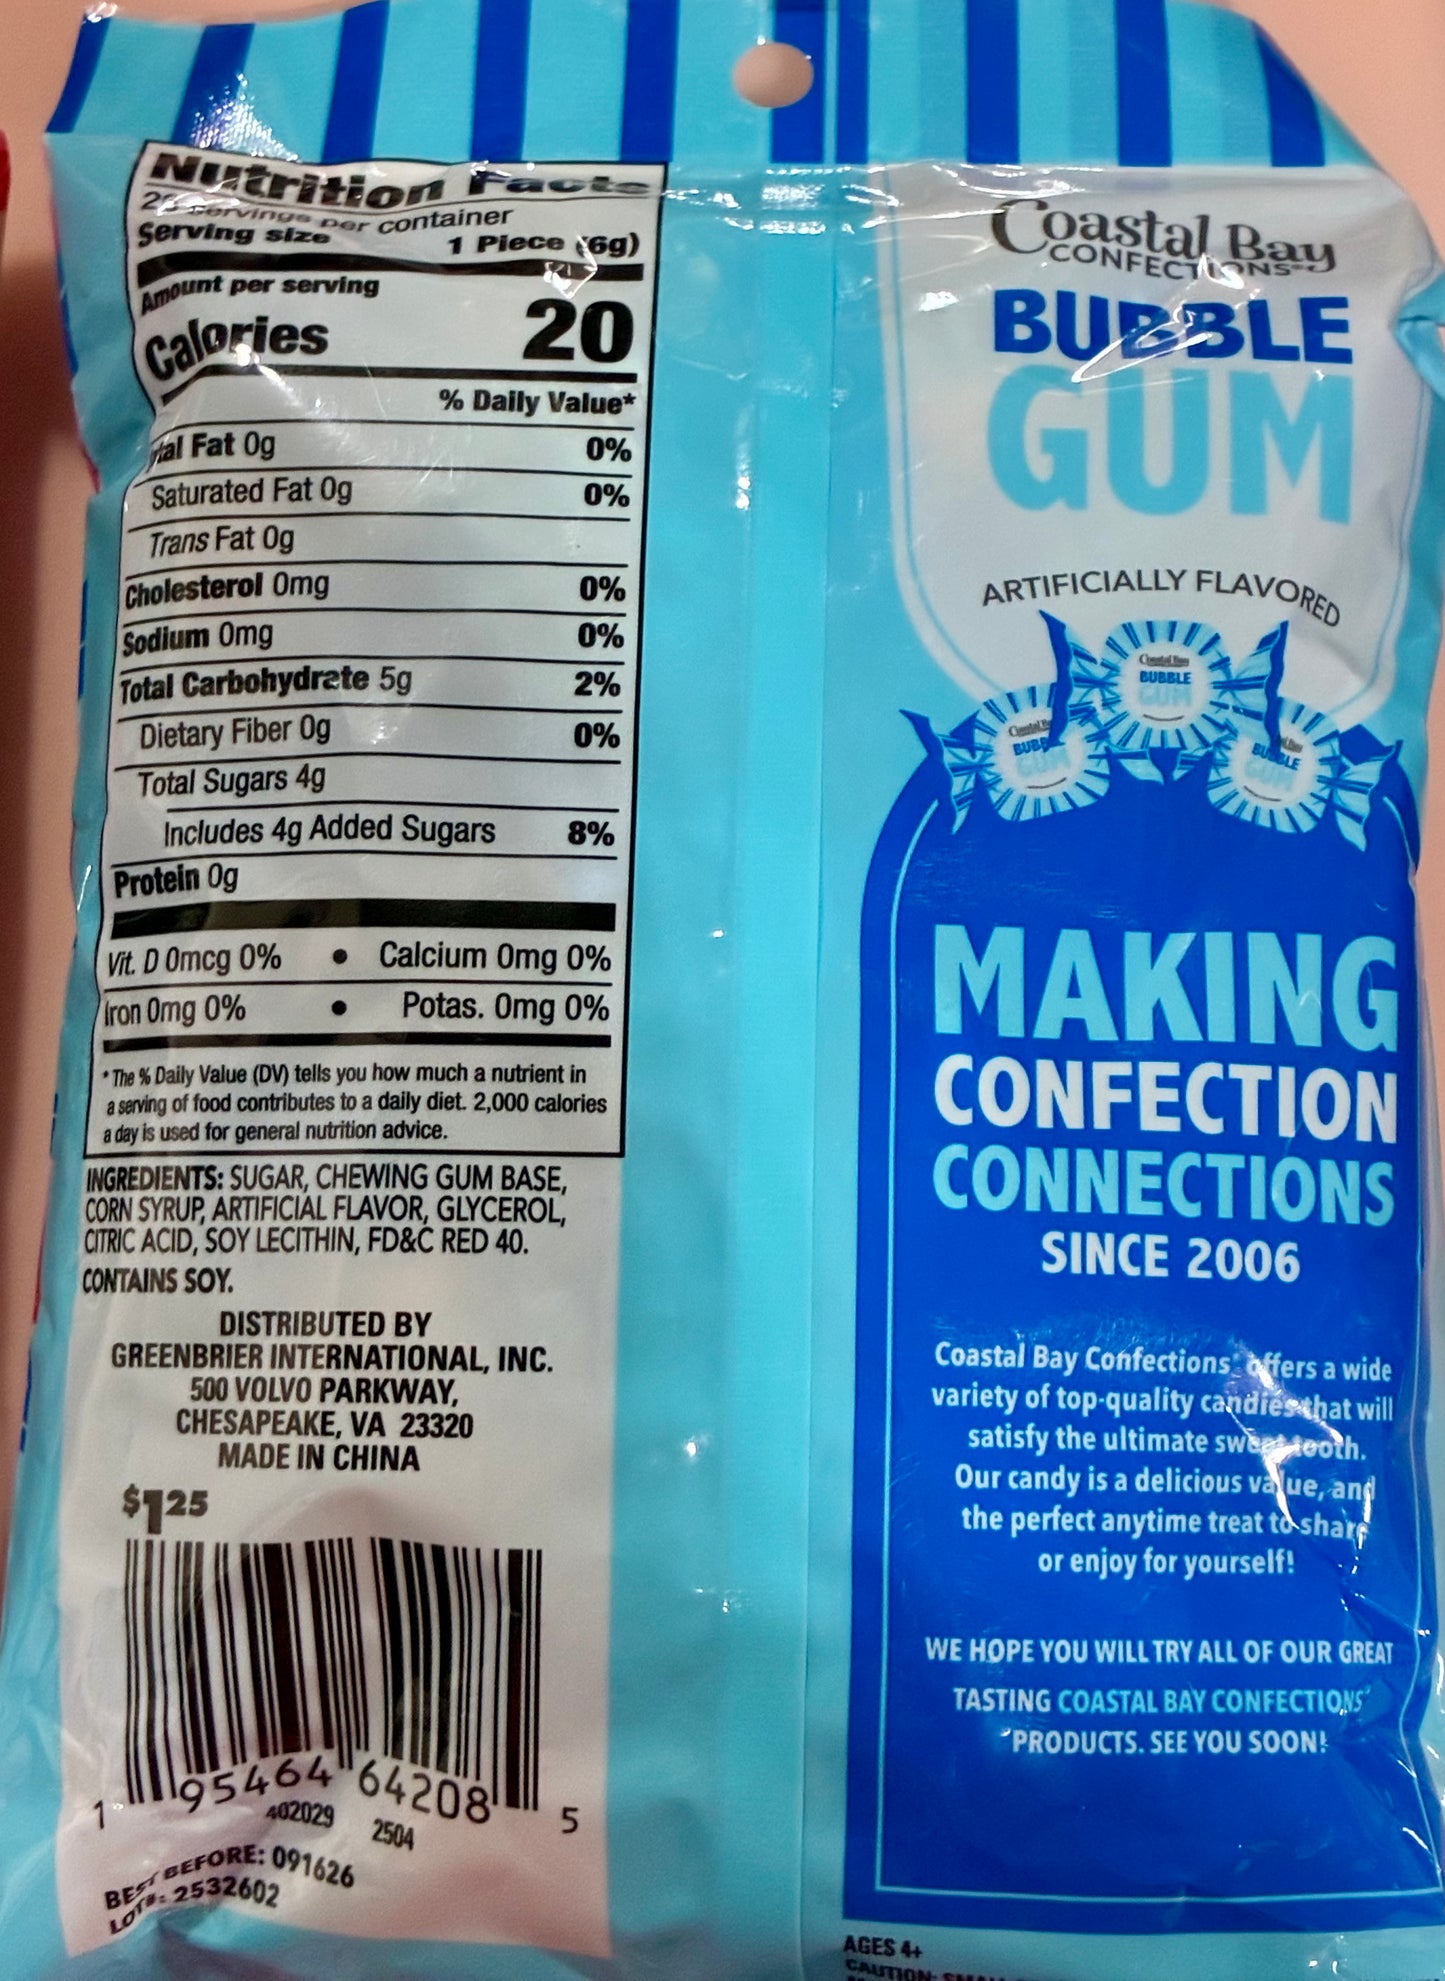 Nutrition Facts
servings per container
Serving size 1 Piece (6g)
Amount per serving
Calories 20
% Daily Value*
Fat 0g 0%
Saturated Fat 0g 0%
Trans Fat 0g
Cholesterol 0mg 0%
Sodium 0mg 0%
Total Carbohydrate 5g 2%
Dietary Fiber 0g 0%
Total Sugars 4g
Includes 4g Added Sugars 8%
Protein 0g
Vit. D 0mcg 0% • Calcium 0mg 0%
Iron 0mg 0% • Potas. 0mg 0%
* The % Daily Value (DV) tells you how much a nutrient in
a serving of food contributes to a daily diet. 2,000 calories
a day is used for general nutrition advice.
INGREDIENTS: SUGAR, CHEWING GUM BASE,
CORN SYRUP, ARTIFICIAL FLAVOR, GLYCEROL,
CITRIC ACID, SOY LECITHIN, FD&C RED 40.
CONTAINS SOY.
DISTRIBUTED BY
GREENBRIER INTERNATIONAL, INC.
500 VOLVO PARKWAY,
CHESAPEAKE, VA 23320
MADE IN CHINA
$1.25
1 95464 64208 5
402029 2504
BEST BEFORE: 091626
LOT#: 2532602
Coastal Bay
CONFECTIONS
BUBBLE
GUM
ARTIFICIALLY FLAVORED
Coastal Bay
BUBBLE
GUM
BUBBLE
GUM
BUBBLE
GUM
MAKING
CONFECTION
CONNECTIONS
SINCE 2006
Coastal Bay Confections offers a wide
variety of top-quality candies that will
satisfy the ultimate sweet tooth.
Our candy is a delicious value, and
the perfect anytime treat to share
or enjoy for yourself!
WE HOPE YOU WILL TRY ALL OF OUR GREAT
TASTING COASTAL BAY CONFECTIONS
PRODUCTS. SEE YOU SOON!
AGES 4+
CAUTION: